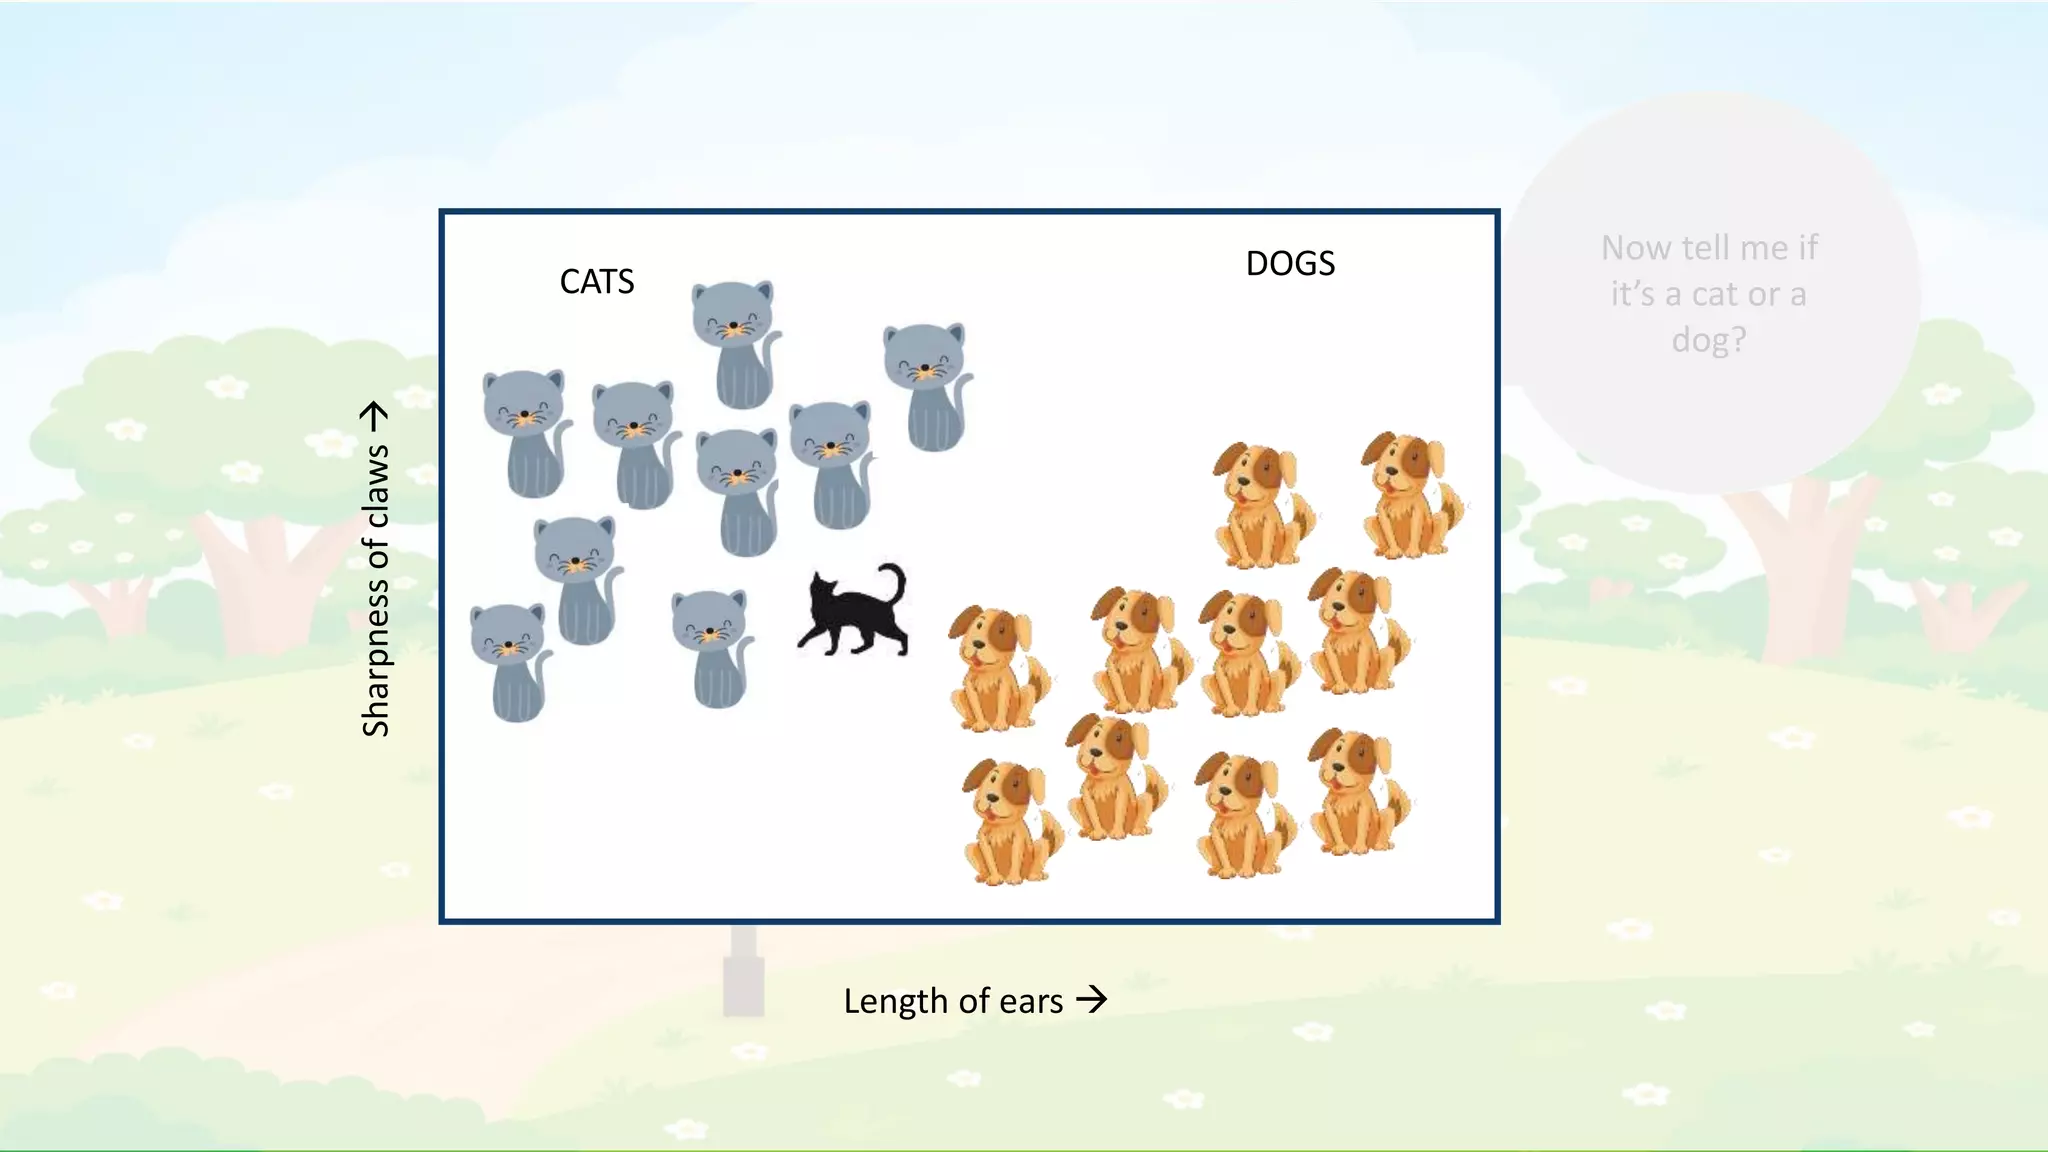 Now tell me if
it’s a cat or a
dog?
CATS
DOGS
Sharpness of claws →
Length of ears →